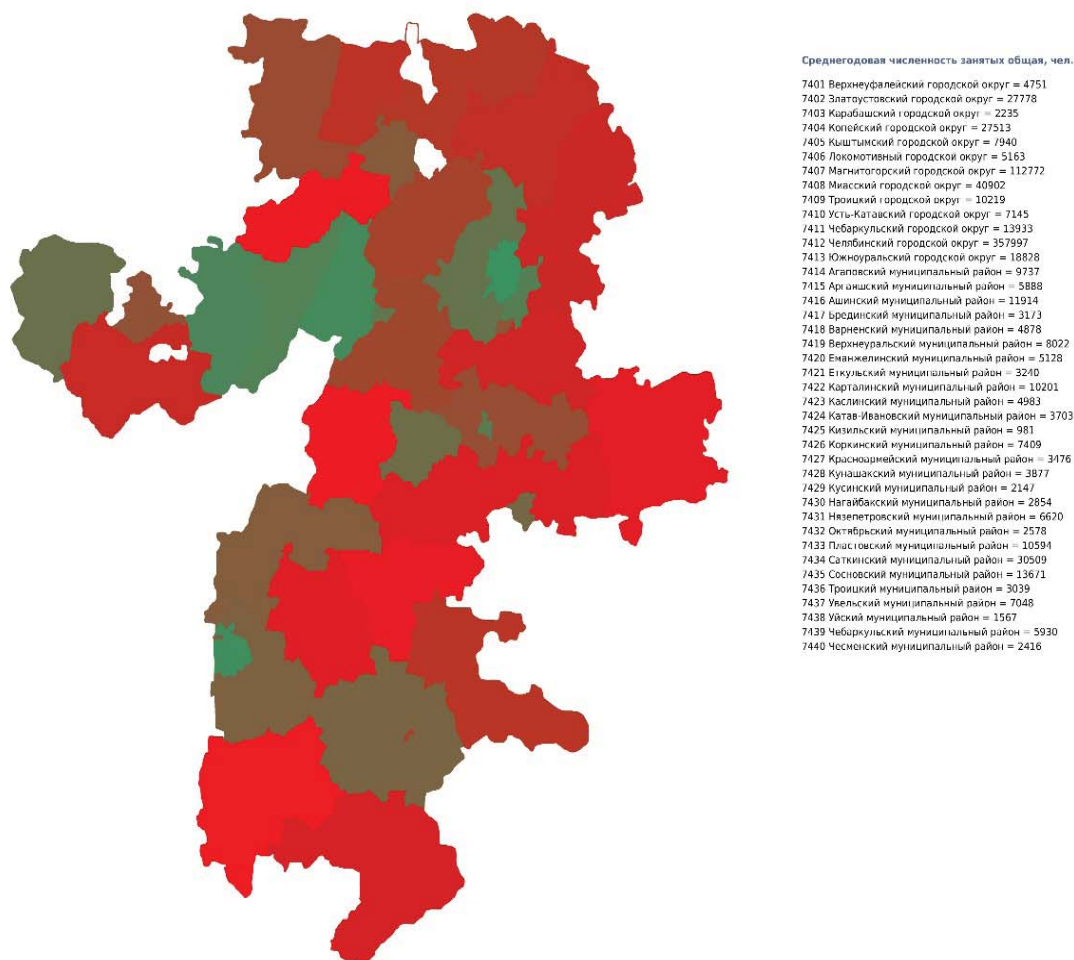 Среднегодовая численность занятых общая, чел.
7401 Верхнеуфалейский городской округ = 4751
7402 Златоустовский городской округ = 27778
7403 Карабашский городской округ = 2235
7404 Копейский городской округ = 27513
7405 Кыштымский городской округ = 7940
7406 Локомотивный городской округ = 5163
7407 Магнитогорский городской округ = 112772
7408 Миасский городской округ = 40902
7409 Троицкий городской округ = 10219
7410 Усть-Катавский городской округ = 7145
7411 Чебаркульский городской округ = 13933
7412 Челябинский городской округ = 357997
7413 Южноуральский городской округ = 18828
7414 Агаповский муниципальный район = 9737
7415 Аргаяшский муниципальный район = 5888
7416 Ашинский муниципальный район = 11914
7417 Брединский муниципальный район = 3173
7418 Варненский муниципальный район = 4878
7419 Верхнеуральский муниципальный район = 8022
7420 Еманжелинский муниципальный район = 5128
7421 Еткульский муниципальный район = 3240
7422 Карталинский муниципальный район = 10201
7423 Каслинский муниципальный район = 4983
7424 Катав-Ивановский муниципальный район = 3703
7425 Кизильский муниципальный район = 981
7426 Коркинский муниципальный район = 7409
7427 Красноармейский муниципальный район = 3476
7428 Кунашакский муниципальный район = 3877
7429 Кусинский муниципальный район = 2147
7430 Нагайбакский муниципальный район = 2854
7431 Нязепетровский муниципальный район = 6620
7432 Октябрьский муниципальный район = 2578
7433 Пластовский муниципальный район = 10594
7434 Саткинский муниципальный район = 30509
7435 Сосновский муниципальный район = 13671
7436 Троицкий муниципальный район = 3039
7437 Увельский муниципальный район = 7048
7438 Уйский муниципальный район = 1567
7439 Чебаркульский муниципальный район = 5930
7440 Чесменский муниципальный район = 2416